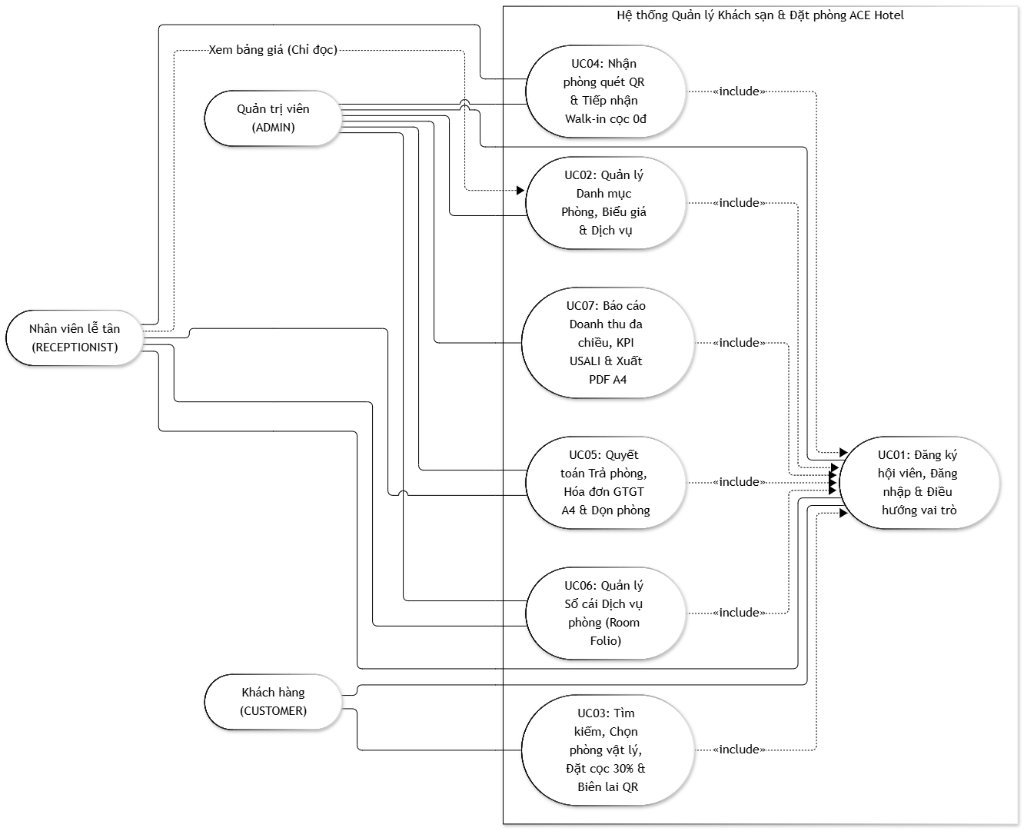 Hệ thống Quản lý Khách sạn & Đặt phòng ACE Hotel
Xem bảng giá (Chỉ đọc)
UC04: Nhận
phòng quét QR
& Tiếp nhận
Walk-in cọc 0đ
«include»
Quản trị viên
(ADMIN)
UC02: Quản lý
Danh mục
Phòng, Biểu giá
& Dịch vụ
«include»
Nhân viên lễ tân
(RECEPTIONIST)
UC07: Báo cáo
Doanh thu đa
chiều, KPI
USALI & Xuất
PDF A4
«include»
UC05: Quyết
toán Trả phòng,
Hóa đơn GTGT
A4 & Dọn phòng
«include»
UC01: Đăng ký
hội viên, Đăng
nhập & Điều
hướng vai trò
UC06: Quản lý
Sổ cái Dịch vụ
phòng (Room
Folio)
«include»
Khách hàng
(CUSTOMER)
UC03: Tìm
kiếm, Chọn
phòng vật lý,
Đặt cọc 30% &
Biên lai QR
«include»